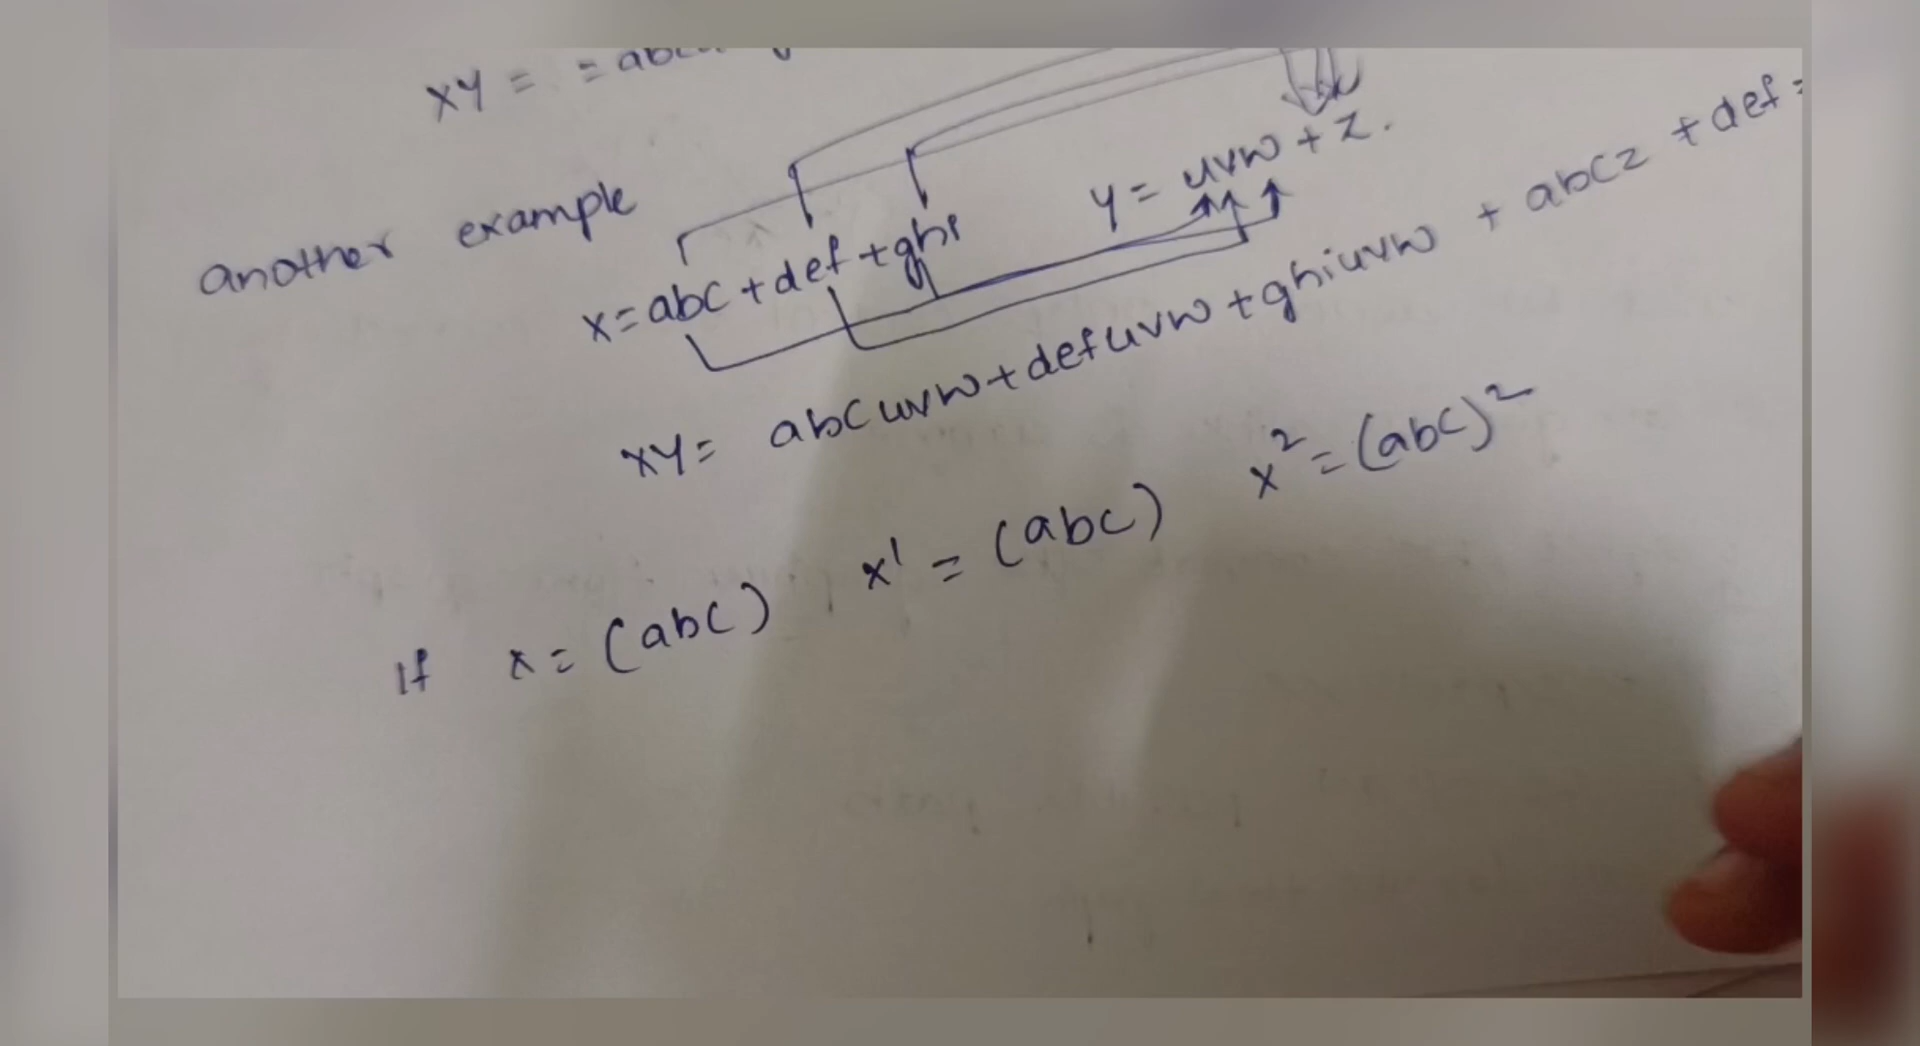 xy = = abc
another example
x = abc + def + ghi y = uvw + z.
xy = abcuvw + defuvw + ghiuvw + abcz + def
If x = (abc), x¹ = (abc) x² = (abc)²